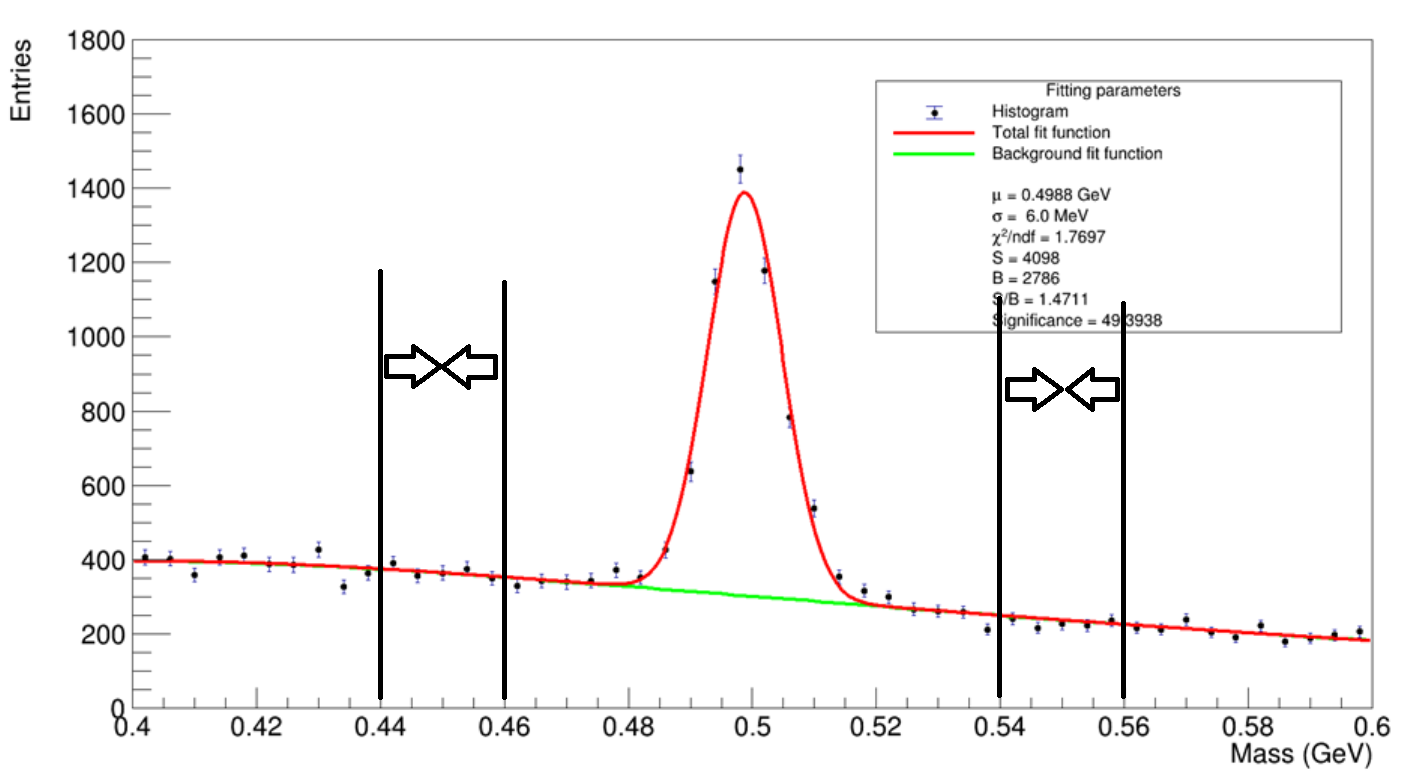 Entries
1800
1600
1400
1200
1000
800
600
400
200
0
Fitting parameters
Histogram
Total fit function
Background fit function
μ = 0.4988 GeV
σ = 6.0 MeV
χ²/ndf = 1.7697
S = 4098
B = 2786
S/B = 1.4711
Significance = 49.3938
0.4 0.42 0.44 0.46 0.48 0.5 0.52 0.54 0.56 0.58 0.6
Mass (GeV)